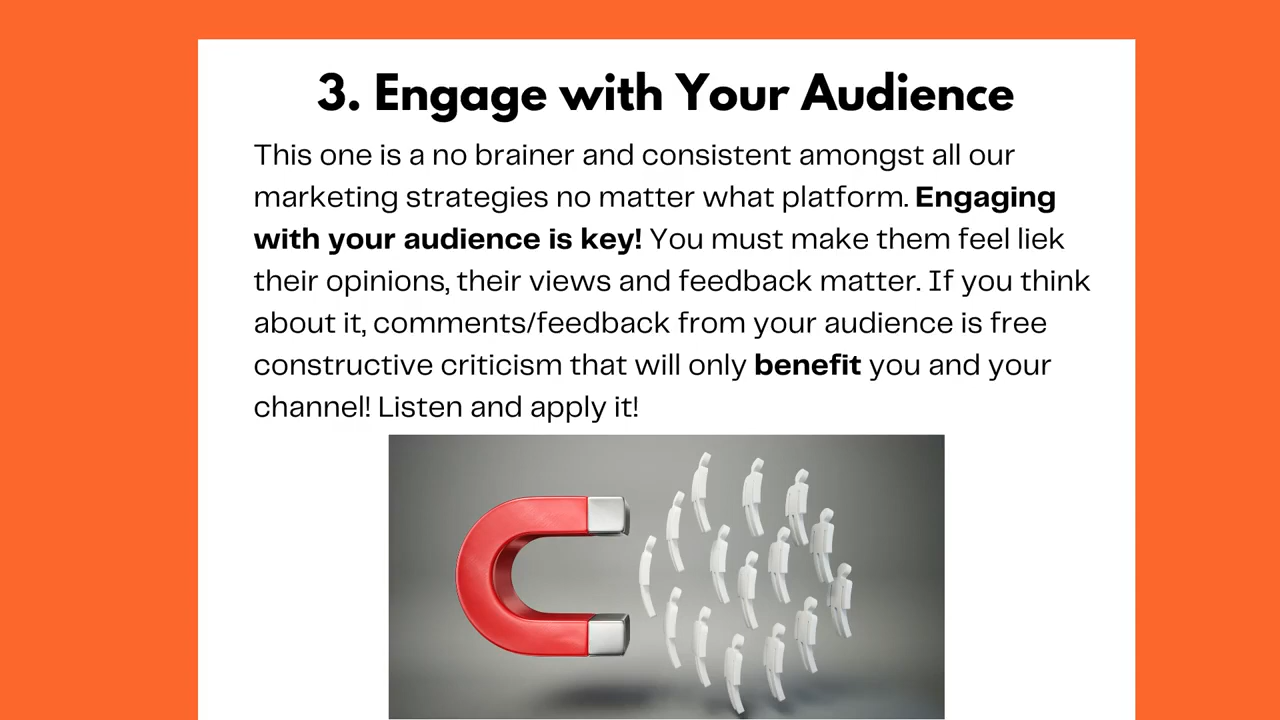 3. Engage with Your Audience
This one is a no brainer and consistent amongst all our
marketing strategies no matter what platform. Engaging
with your audience is key! You must make them feel liek
their opinions, their views and feedback matter. If you think
about it, comments/feedback from your audience is free
constructive criticism that will only benefit you and your
channel! Listen and apply it!